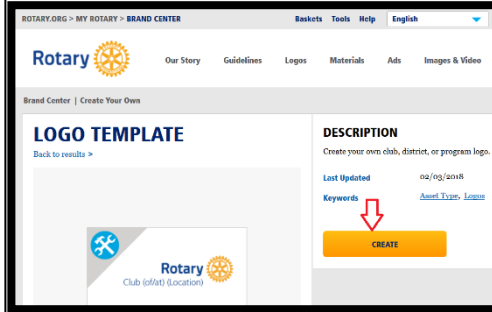 ROTARY.ORG > MY ROTARY > BRAND CENTER
Baskets Tools Help English
Rotary
Our Story Guidelines Logos Materials Ads Images & Video
Brand Center | Create Your Own
LOGO TEMPLATE
Back to results >
Rotary
Club (of/at) (Location)
DESCRIPTION
Create your own club, district, or program logo.
Last Updated 02/03/2018
Keywords Asset Type, Logos
CREATE